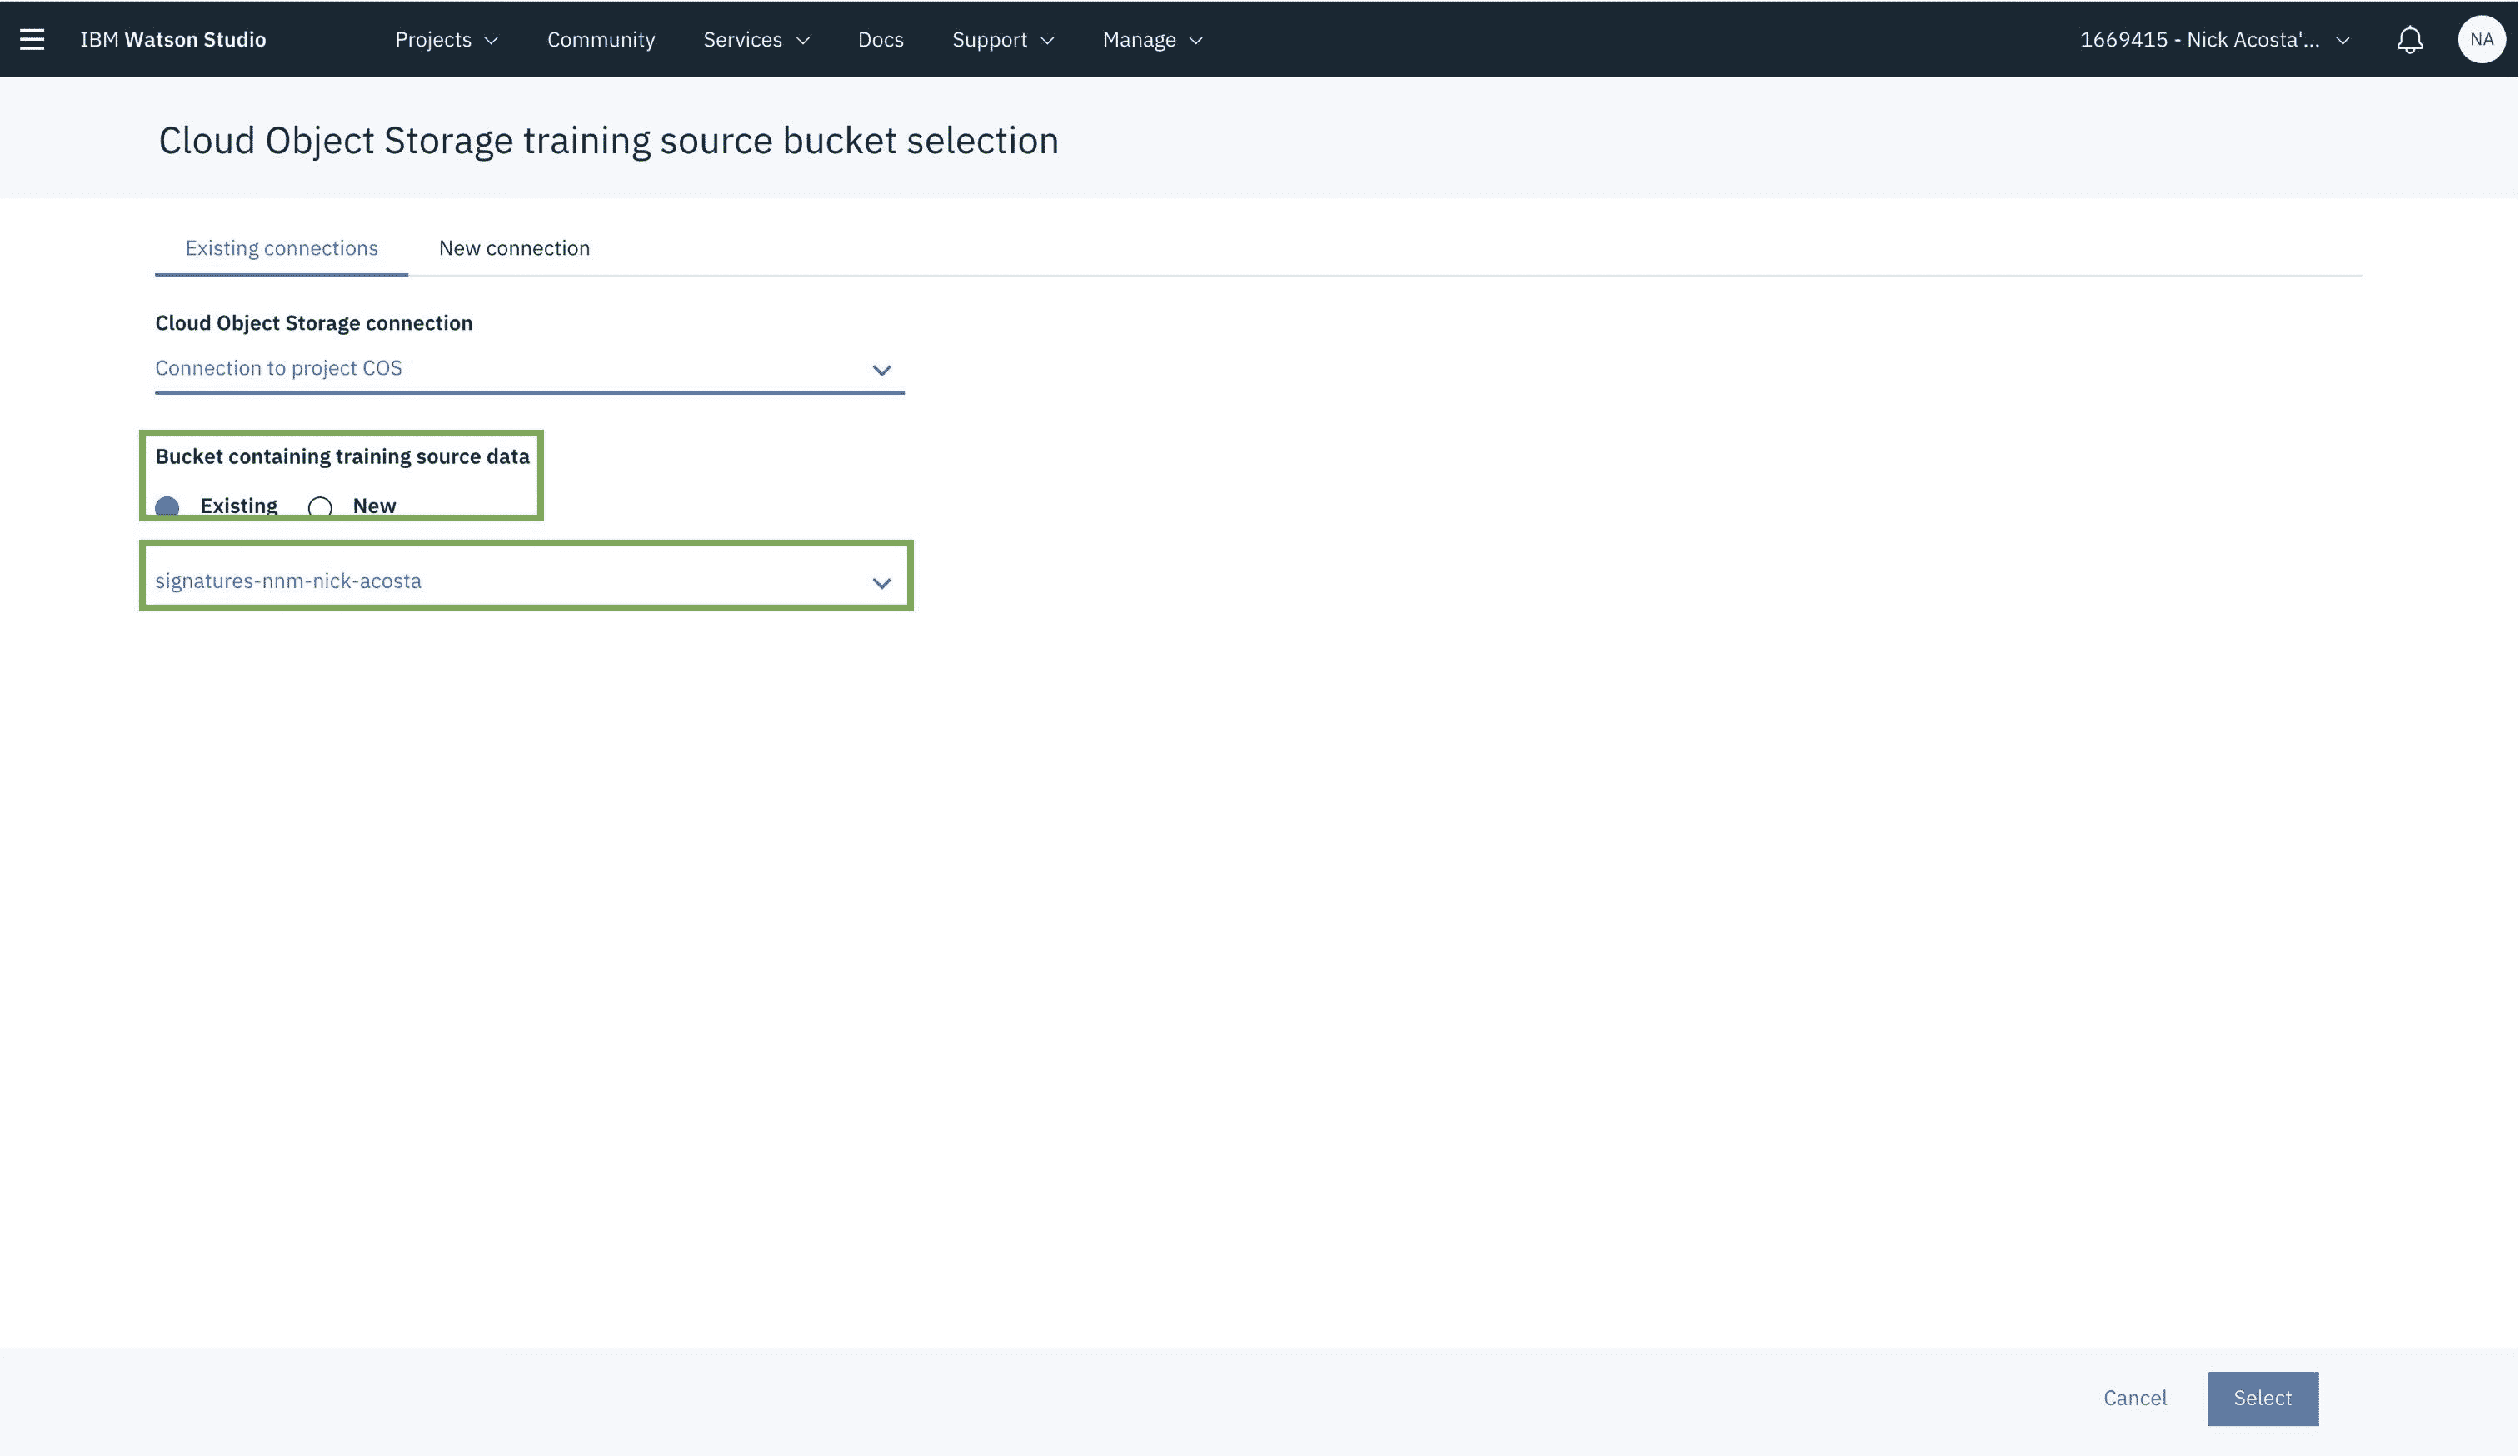 IBM Watson Studio Projects Community Services Docs Support Manage 1669415 - Nick Acosta'... NA
Cloud Object Storage training source bucket selection
Existing connections New connection
Cloud Object Storage connection
Connection to project COS
Bucket containing training source data
Existing New
signatures-nnm-nick-acosta
Cancel Select